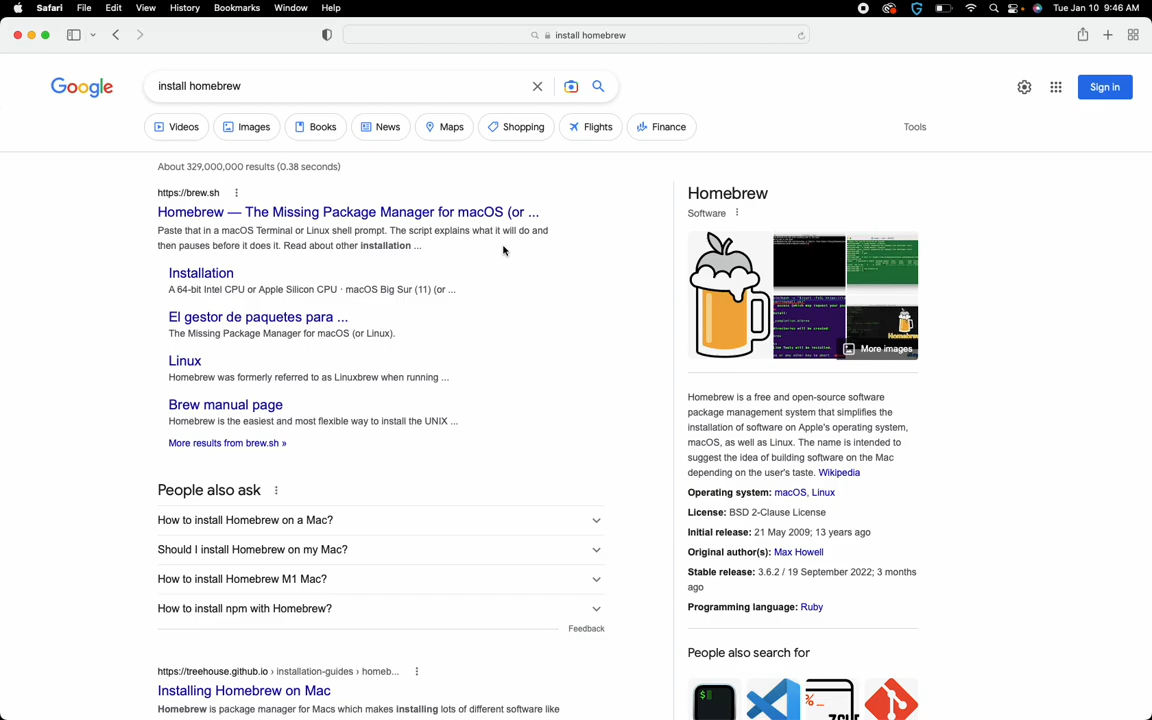 Safari File Edit View History Bookmarks Window Help Tue Jan 10 9:46 AM
install homebrew
Google install homebrew Sign in
Videos Images Books News Maps Shopping Flights Finance Tools
About 329,000,000 results (0.38 seconds)
https://brew.sh
Homebrew — The Missing Package Manager for macOS (or ...
Paste that in a macOS Terminal or Linux shell prompt. The script explains what it will do and
then pauses before it does it. Read about other installation ...
Installation
A 64-bit Intel CPU or Apple Silicon CPU · macOS Big Sur (11) (or ...
El gestor de paquetes para ...
The Missing Package Manager for macOS (or Linux).
Linux
Homebrew was formerly referred to as Linuxbrew when running ...
Brew manual page
Homebrew is the easiest and most flexible way to install the UNIX ...
More results from brew.sh »
People also ask
How to install Homebrew on a Mac?
Should I install Homebrew on my Mac?
How to install Homebrew M1 Mac?
How to install npm with Homebrew?
Feedback
https://treehouse.github.io › installation-guides › homeb...
Installing Homebrew on Mac
Homebrew is package manager for Macs which makes installing lots of different software like
Homebrew
Software
More images
Homebrew is a free and open-source software
package management system that simplifies the
installation of software on Apple's operating system,
macOS, as well as Linux. The name is intended to
suggest the idea of building software on the Mac
depending on the user's taste. Wikipedia
Operating system: macOS, Linux
License: BSD 2-Clause License
Initial release: 21 May 2009; 13 years ago
Original author(s): Max Howell
Stable release: 3.6.2 / 19 September 2022; 3 months
ago
Programming language: Ruby
People also search for